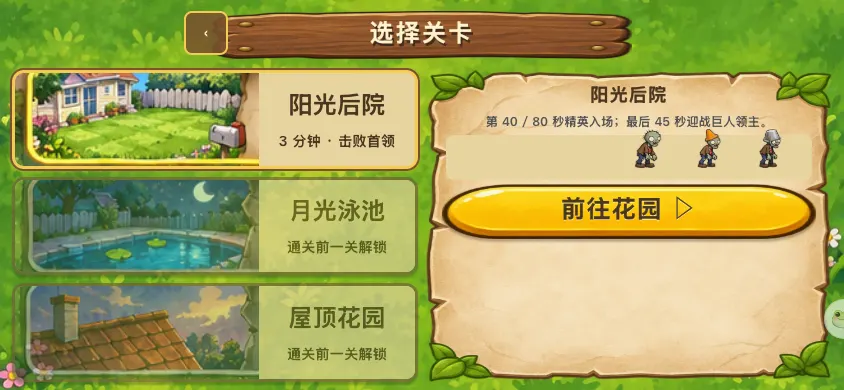 ‹
选择关卡
阳光后院
3 分钟 · 击败首领
月光泳池
通关前一关解锁
屋顶花园
通关前一关解锁
阳光后院
第 40 / 80 秒精英入场；最后 45 秒迎战巨人领主。
前往花园 ▷